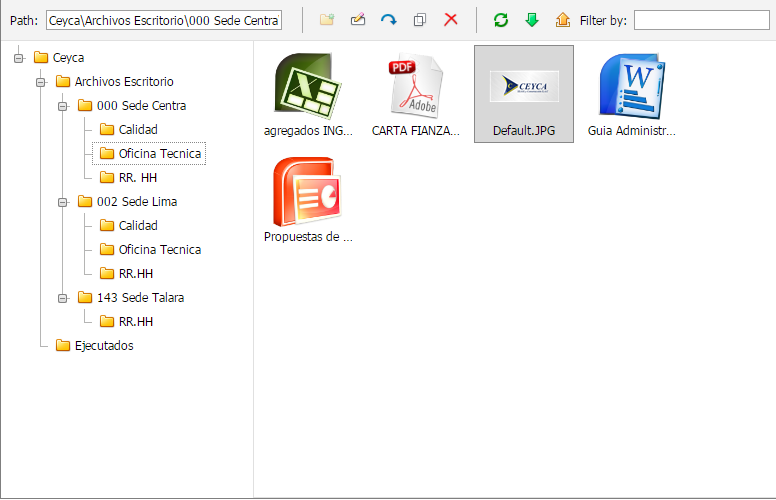 Path: Ceyca\Archivos Escritorio\000 Sede Centra
Filter by:
Ceyca
Archivos Escritorio
000 Sede Centra
Calidad
Oficina Tecnica
RR. HH
002 Sede Lima
Calidad
Oficina Tecnica
RR.HH
143 Sede Talara
RR.HH
Ejecutados
X
agregados ING...
PDF
Adobe
CARTA FIANZA...
CEYCA
Default.JPG
W
Guia Administr...
Propuestas de ...